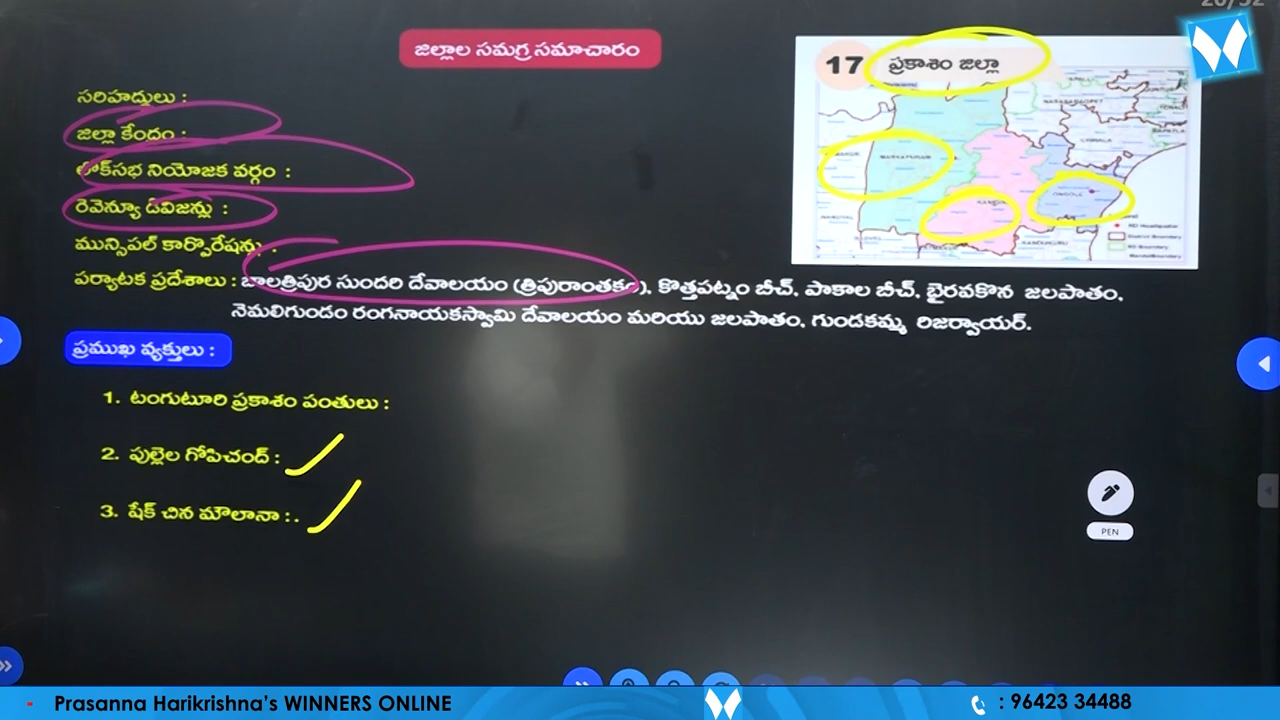 జిల్లాల సమగ్ర సమాచారం
17 ప్రకాశం జిల్లా
సరిహద్దులు :
జిల్లా కేంద్రం :
లోక్‌సభ నియోజక వర్గం :
రెవెన్యూ డివిజన్లు :
మున్సిపల్ కార్పొరేషన్లు :
పర్యాటక ప్రదేశాలు : బాలత్రిపుర సుందరి దేవాలయం (త్రిపురాంతకం), కొత్తపట్నం బీచ్, పాకాల బీచ్, బైరవకొన జలపాతం,
నెమలిగుండం రంగనాయకస్వామి దేవాలయం మరియు జలపాతం, గుండకమ్మ రిజర్వాయర్.
ప్రముఖ వ్యక్తులు :
1. టంగుటూరి ప్రకాశం పంతులు :
2. పుల్లెల గోపిచంద్ :
3. షేక్ చిన మౌలానా :.
PEN
- Prasanna Harikrishna's WINNERS ONLINE
: 96423 34488